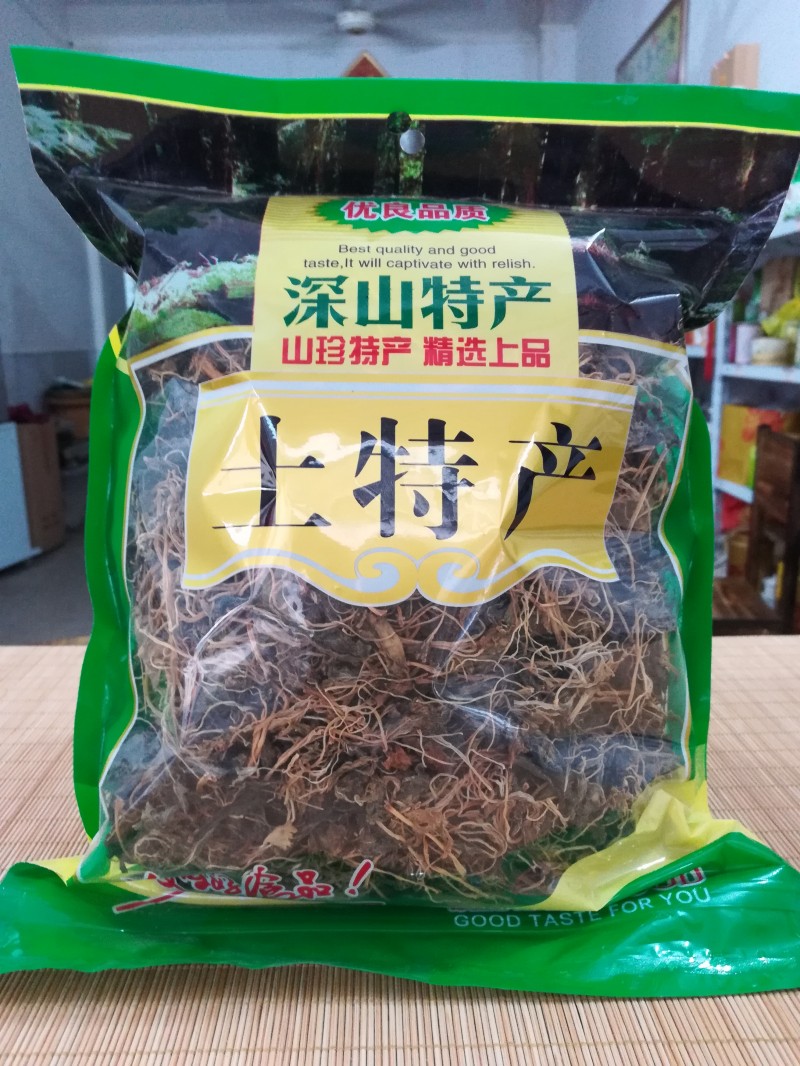 优良品质
Best quality and good
taste,It will captivate with relish.
深山特产
山珍特产 精选上品
土特产
品!
GOOD TASTE FOR YOU